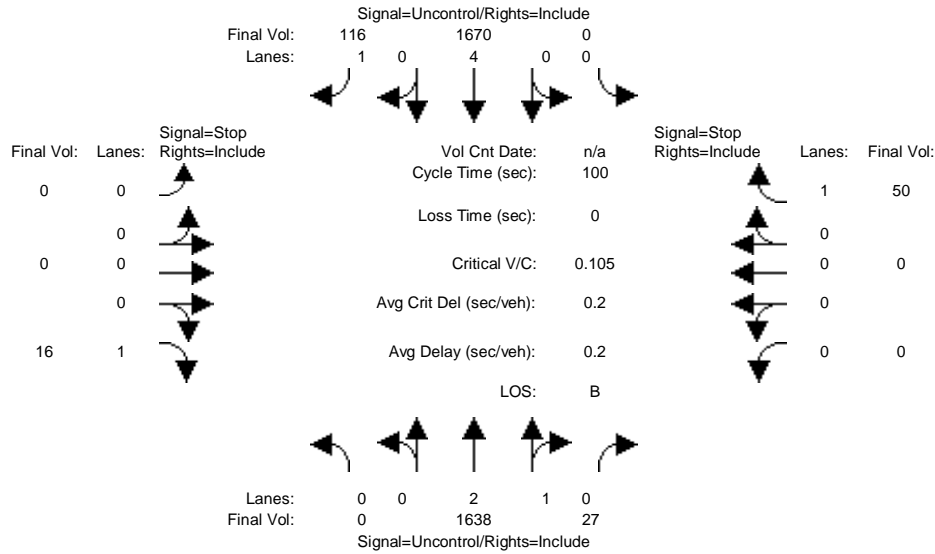 Signal=Uncontrol/Rights=Include
Final Vol: 116 1670 0
Lanes: 1 0 4 0 0
Signal=Stop Signal=Stop
Final Vol: Lanes: Rights=Include Vol Cnt Date: n/a Rights=Include Lanes: Final Vol:
Cycle Time (sec): 100
0 0 1 50
Loss Time (sec): 0
0 0
0 0 Critical V/C: 0.105 0 0
0 Avg Crit Del (sec/veh): 0.2 0
16 1 Avg Delay (sec/veh): 0.2 0 0
LOS: B
Lanes: 0 0 2 1 0
Final Vol: 0 1638 27
Signal=Uncontrol/Rights=Include